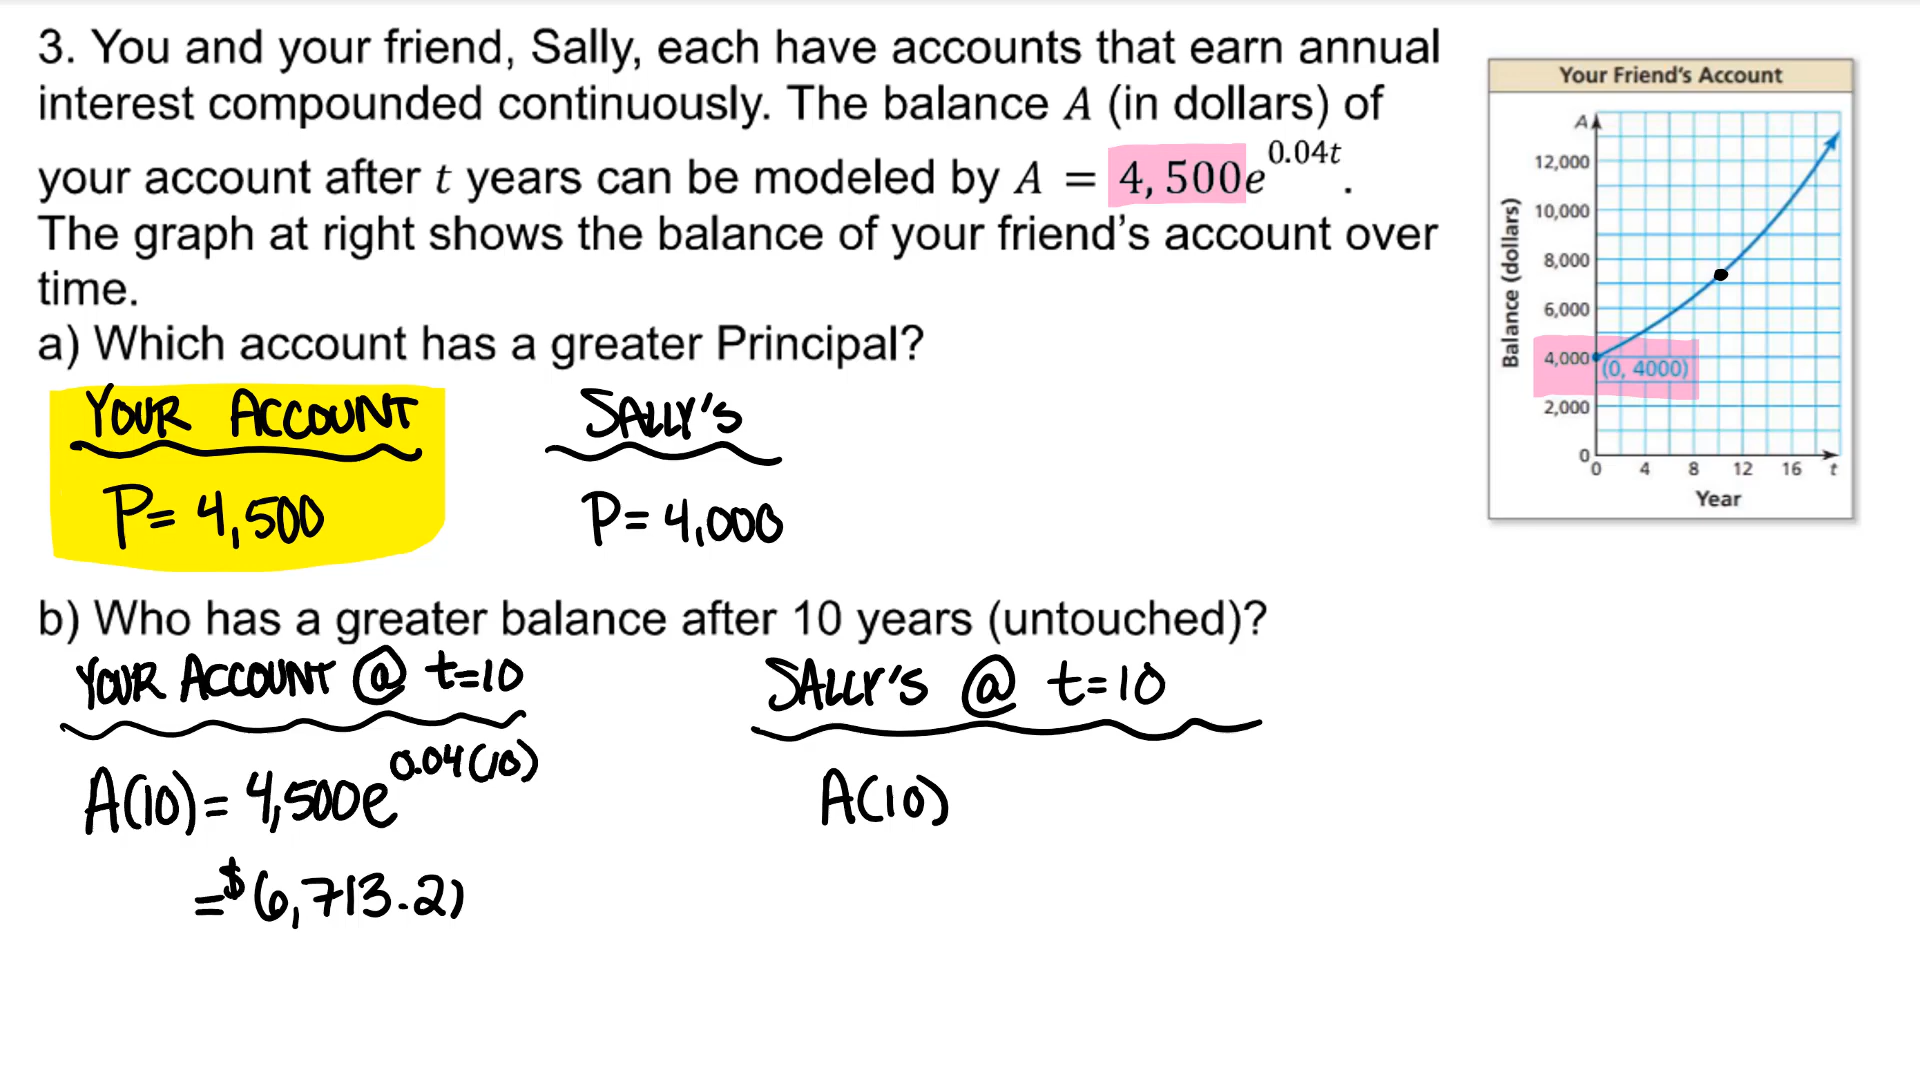 3. You and your friend, Sally, each have accounts that earn annual
interest compounded continuously. The balance A (in dollars) of
your account after t years can be modeled by A = 4,500e^0.04t.
The graph at right shows the balance of your friend's account over
time.
a) Which account has a greater Principal?
YOUR ACCOUNT
P= 4,500
SALLY'S
P= 4,000
b) Who has a greater balance after 10 years (untouched)?
YOUR ACCOUNT @ t=10
A(10)= 4,500e^0.04(10)
=$6,713.21
SALLY'S @ t=10
A(10)
Your Friend's Account
A
12,000
10,000
8,000
6,000
4,000
(0, 4000)
2,000
0
0 4 8 12 16 t
Balance (dollars)
Year